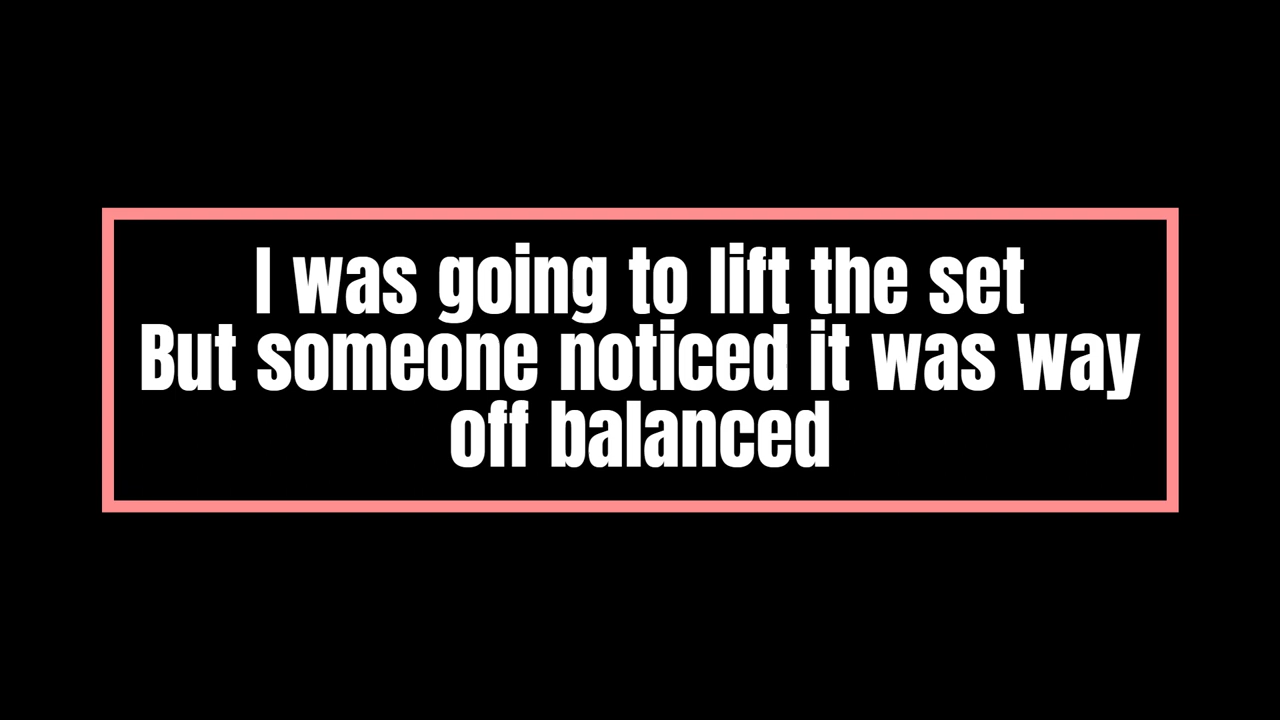 I was going to lift the set
But someone noticed it was way
off balanced